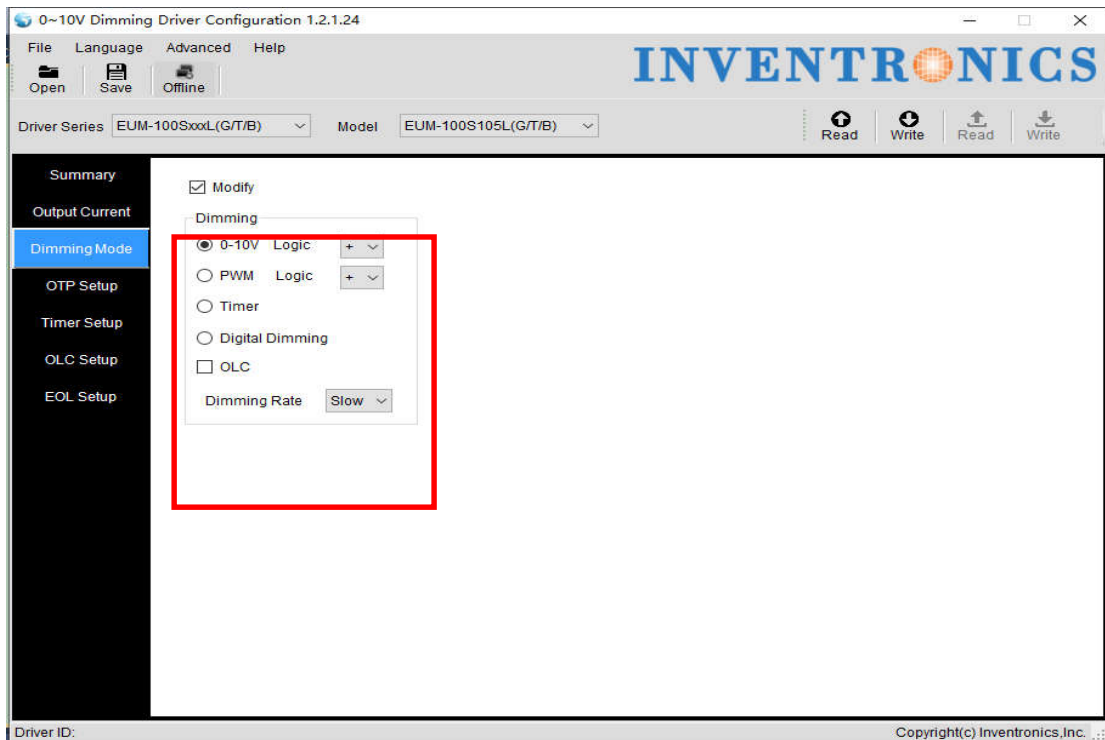 0~10V Dimming Driver Configuration 1.2.1.24
File Language Advanced Help
Open Save Offline
INVENTRONICS
Driver Series EUM-100SxxxL(G/T/B) Model EUM-100S105L(G/T/B)
Read Write Read Write
Summary
Output Current
Dimming Mode
OTP Setup
Timer Setup
OLC Setup
EOL Setup
Modify
Dimming
0-10V Logic +
PWM Logic +
Timer
Digital Dimming
OLC
Dimming Rate Slow
Driver ID: Copyright(c) Inventronics,Inc.